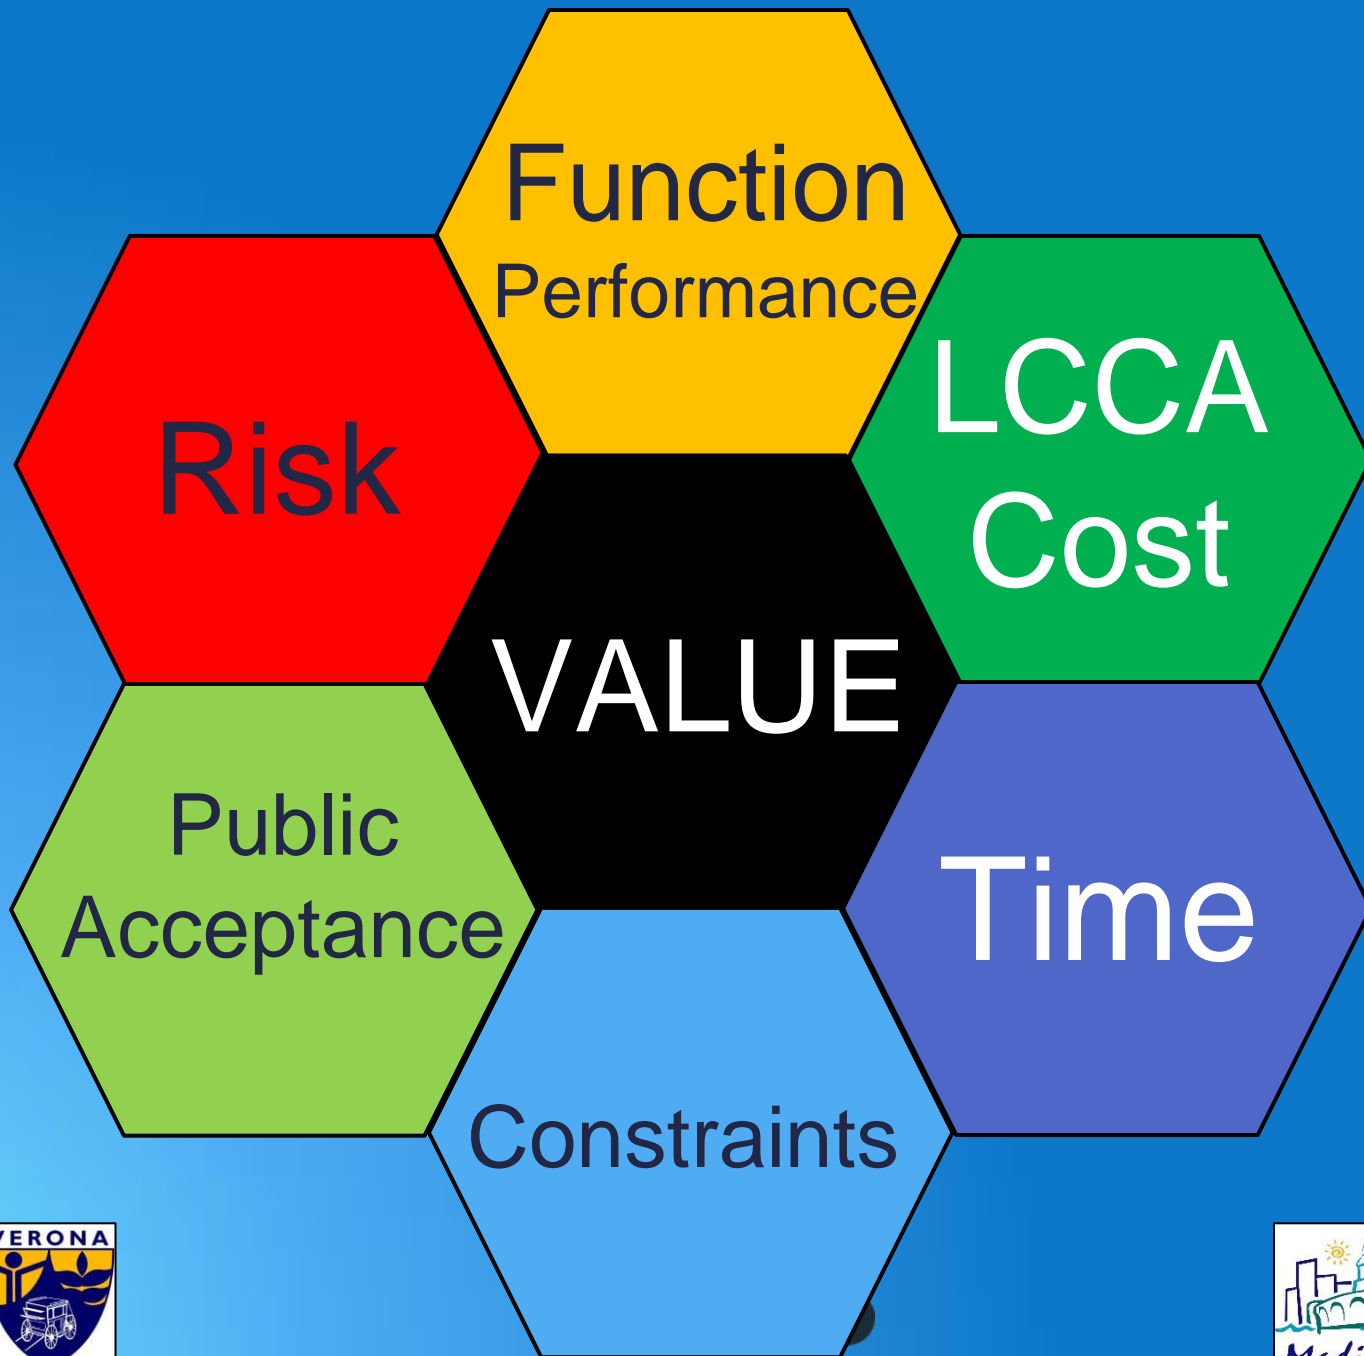 Function
Performance
LCCA
Cost
Risk
VALUE
Public
Acceptance
Time
Constraints
VERONA